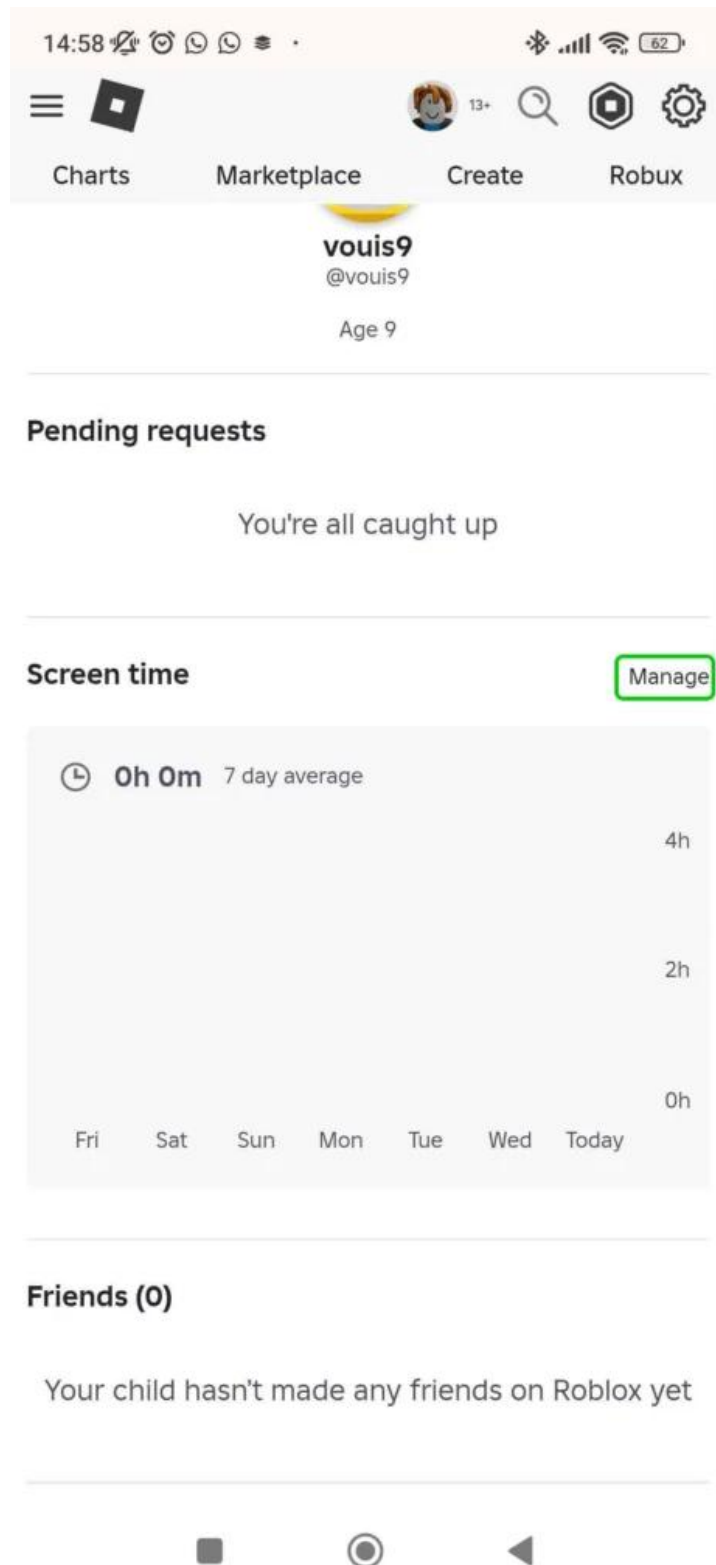 14:58 62
13+
Charts Marketplace Create Robux
vouis9
@vouis9
Age 9
Pending requests
You're all caught up
Screen time Manage
0h 0m 7 day average
4h
2h
0h
Fri Sat Sun Mon Tue Wed Today
Friends (0)
Your child hasn't made any friends on Roblox yet